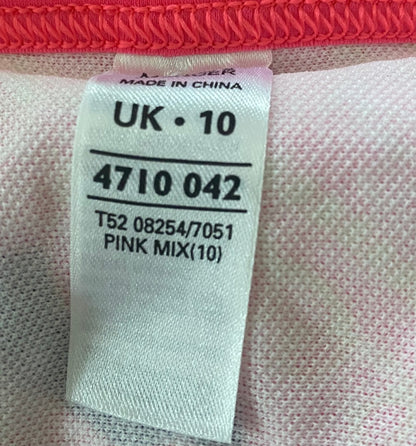 MADE IN CHINA
UK • 10
4710 042
T52 08254/7051
PINK MIX(10)